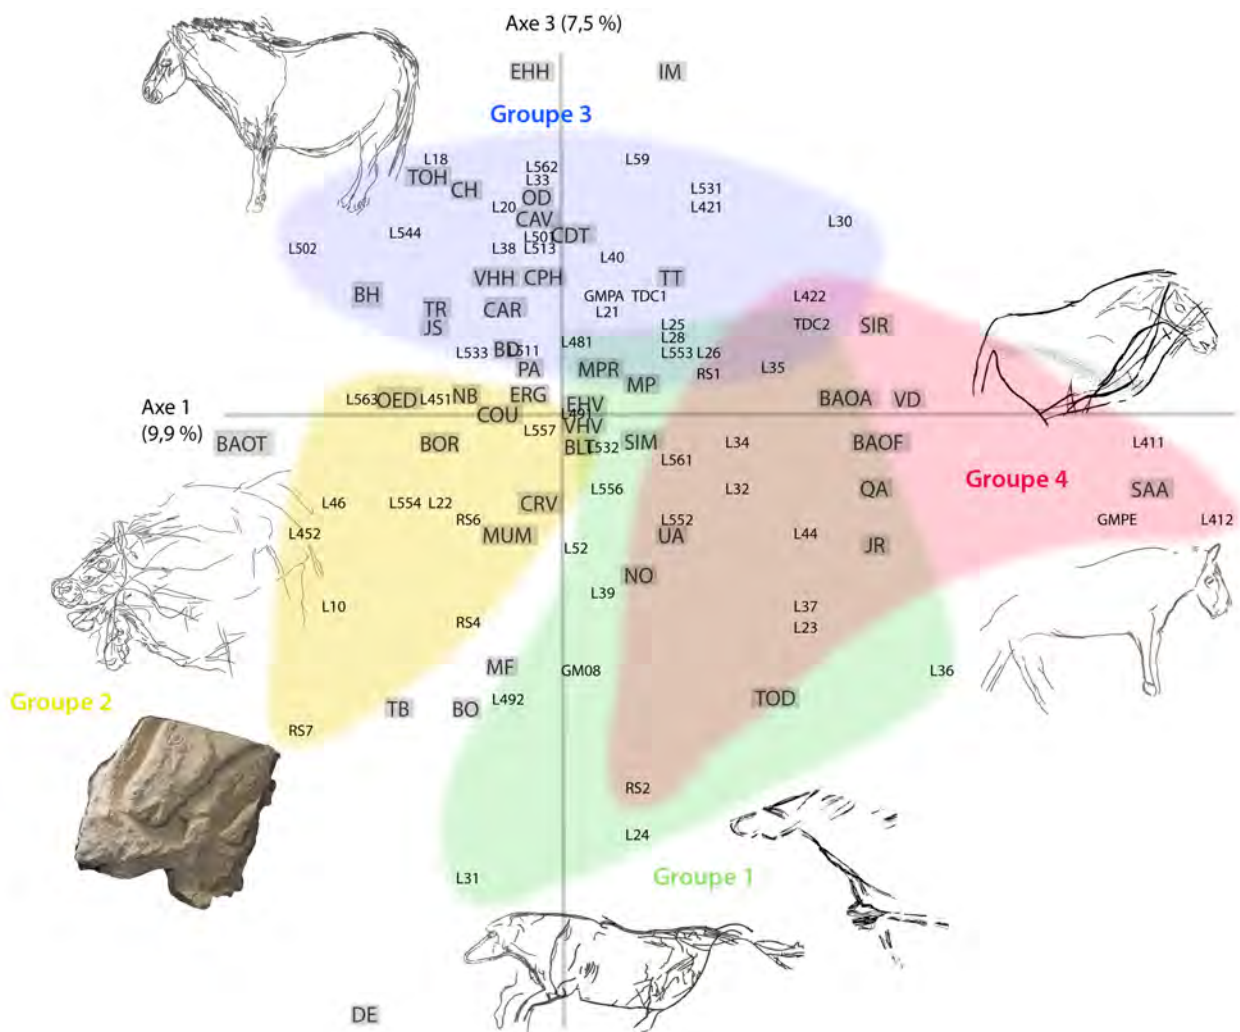 Axe 3 (7,5 %)
EHH IM
Groupe 3
L18 L562 L59
TOH L33
CH OD L531
L20 L421
CAV L30
L544 L501 CDT
L502 L38 L513 L40
VHH CPH TT
BH GMPA TDC1 L422
TR CAR L21
JS L25 TDC2 SIR
L28
L533 BD L511 L481 L553 L26
PA MPR RS1 L35
MP
L563 OED L451 NB ERG EHV BAOA VD
Axe 1
(9,9 %)
COU L491
L557 VHV
BAOT BOR BLT L532 SIM L34 BAOF L411
L561
Groupe 4
L46 L554 L22 CRV L556 L32 QA SAA
RS6 L552 GMPE L412
L452 MUM UA L44
L52 JR
NO
L39
L10 L37
RS4 L23
MF GM08 L36
Groupe 2
L492 TOD
TB BO
RS7
RS2
L24
L31
Groupe 1
DE